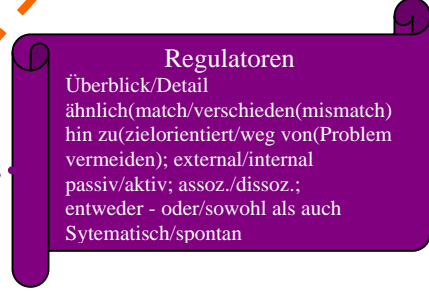 Regulatoren
Überblick/Detail
ähnlich(match/verschieden(mismatch)
hin zu(zielorientiert/weg von(Problem
vermeiden); external/internal
passiv/aktiv; assoz./dissoz.;
entweder - oder/sowohl als auch
Sytematisch/spontan